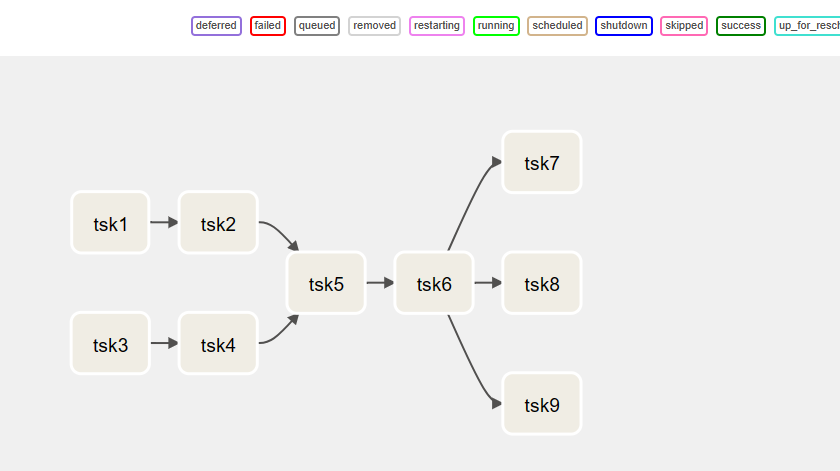 deferred failed queued removed restarting running scheduled shutdown skipped success up_for_resch
tsk7
tsk1 tsk2
tsk5 tsk6 tsk8
tsk3 tsk4
tsk9